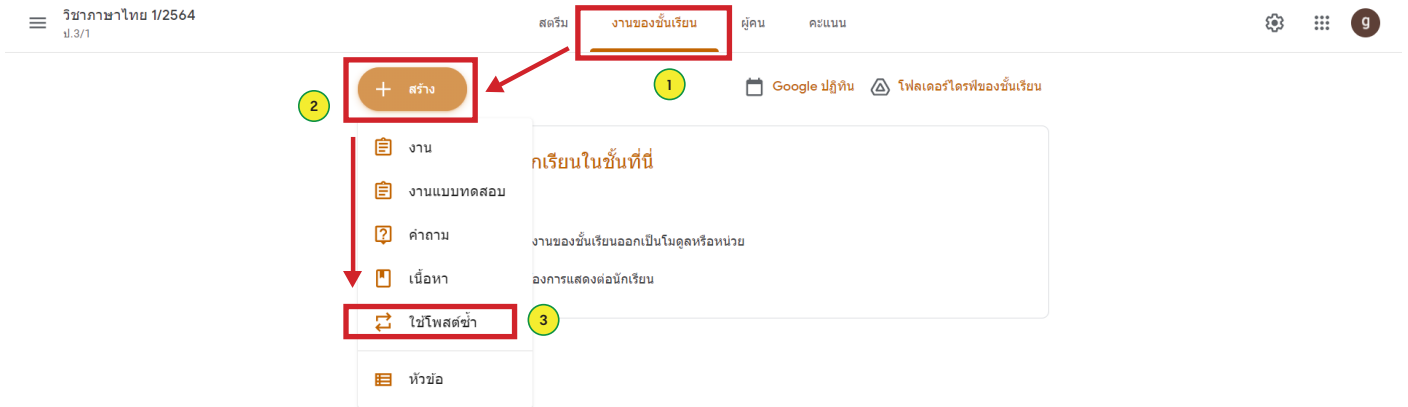 วิชาภาษาไทย 1/2564
ป.3/1
สตรีม
งานของชั้นเรียน
ผู้คน
คะแนน
g
1
2
สร้าง
Google ปฏิทิน
โฟลเดอร์ไดรฟ์ของชั้นเรียน
งาน
กเรียนในชั้นที่นี่
งานแบบทดสอบ
คำถาม
งานของชั้นเรียนออกเป็นโมดูลหรือหน่วย
เนื้อหา
องการแสดงต่อนักเรียน
ใช้โพสต์ซ้ำ
3
หัวข้อ